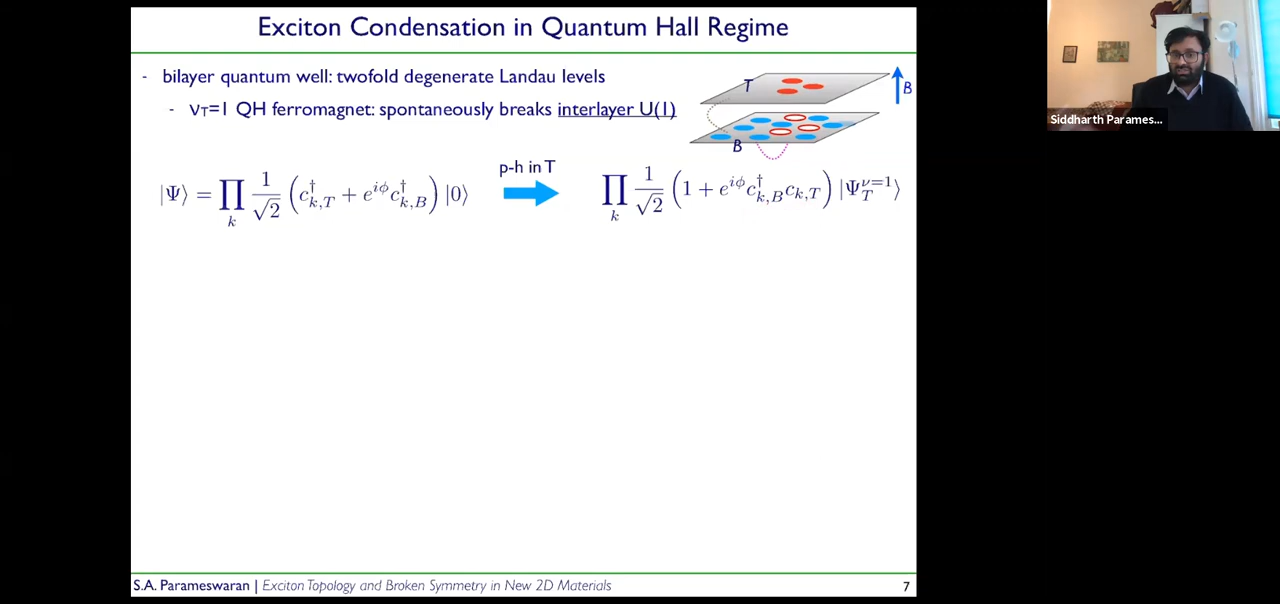 Exciton Condensation in Quantum Hall Regime
- bilayer quantum well: twofold degenerate Landau levels
- νT=1 QH ferromagnet: spontaneously breaks interlayer U(1)
T
B
B
|Ψ⟩ = ∏_k 1/√2 (c†_{k,T} + e^{iϕ} c†_{k,B}) |0⟩
p-h in T
∏_k 1/√2 (1 + e^{iϕ} c†_{k,B} c_{k,T}) |Ψ_T^{ν=1}⟩
S.A. Parameswaran | Exciton Topology and Broken Symmetry in New 2D Materials
7
Siddharth Parames...